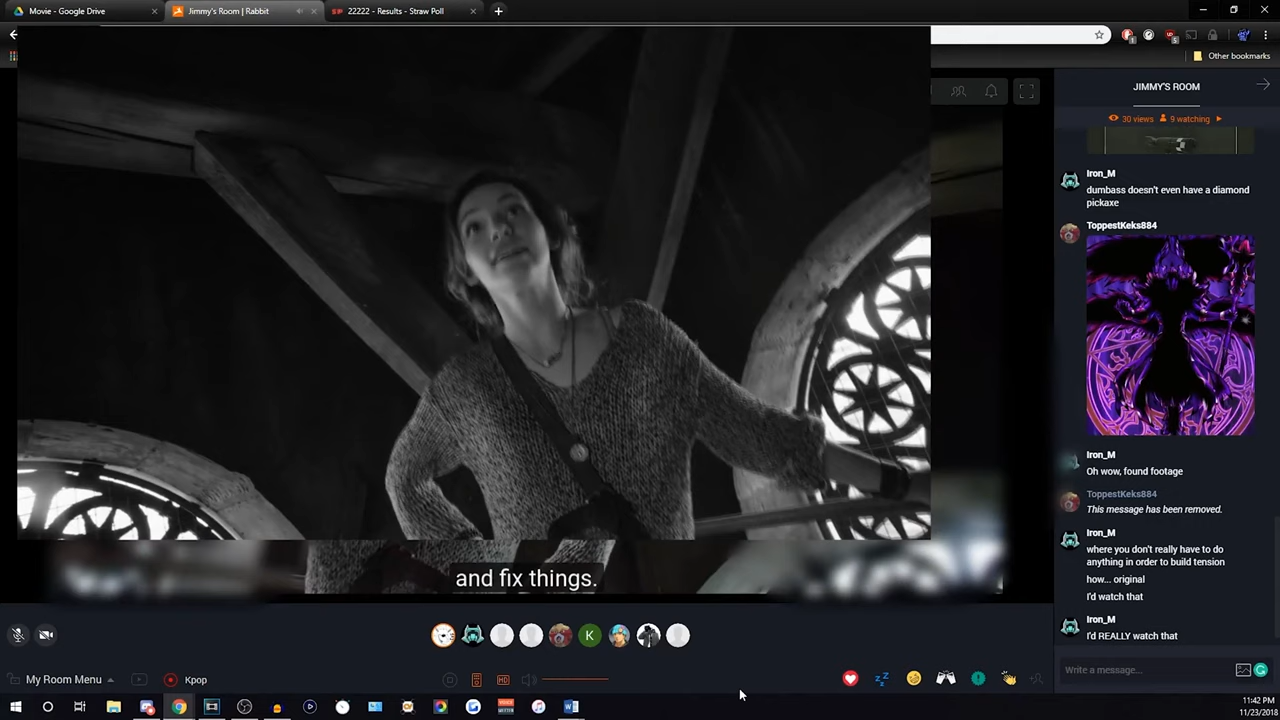 Movie - Google Drive
Jimmy's Room | Rabbit
22222 - Results - Straw Poll
Other bookmarks
JIMMY'S ROOM
30 views
9 watching
Iron_M
dumbass doesn't even have a diamond
pickaxe
ToppestKeks884
Iron_M
Oh wow, found footage
ToppestKeks884
This message has been removed.
Iron_M
where you don't really have to do
anything in order to build tension
how... original
I'd watch that
Iron_M
I'd REALLY watch that
and fix things.
K
My Room Menu
Kpop
HD
Write a message...
11:42 PM
11/23/2018